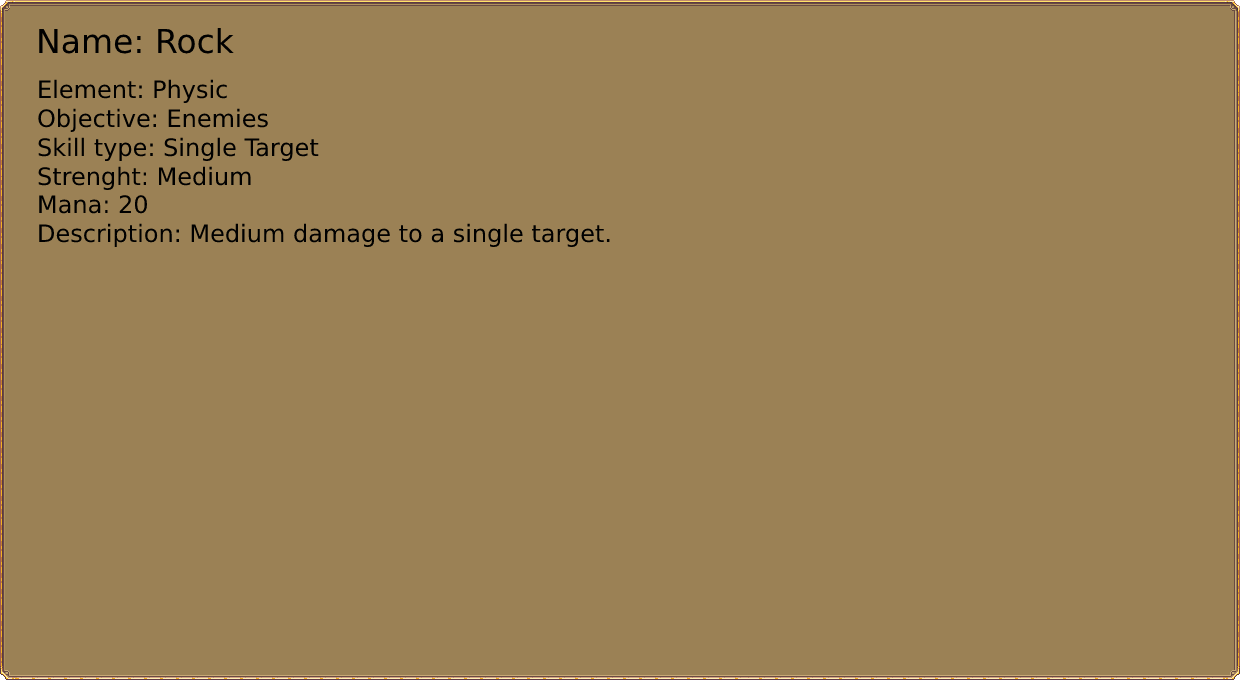 Name: Rock
Element: Physic
Objective: Enemies
Skill type: Single Target
Strenght: Medium
Mana: 20
Description: Medium damage to a single target.